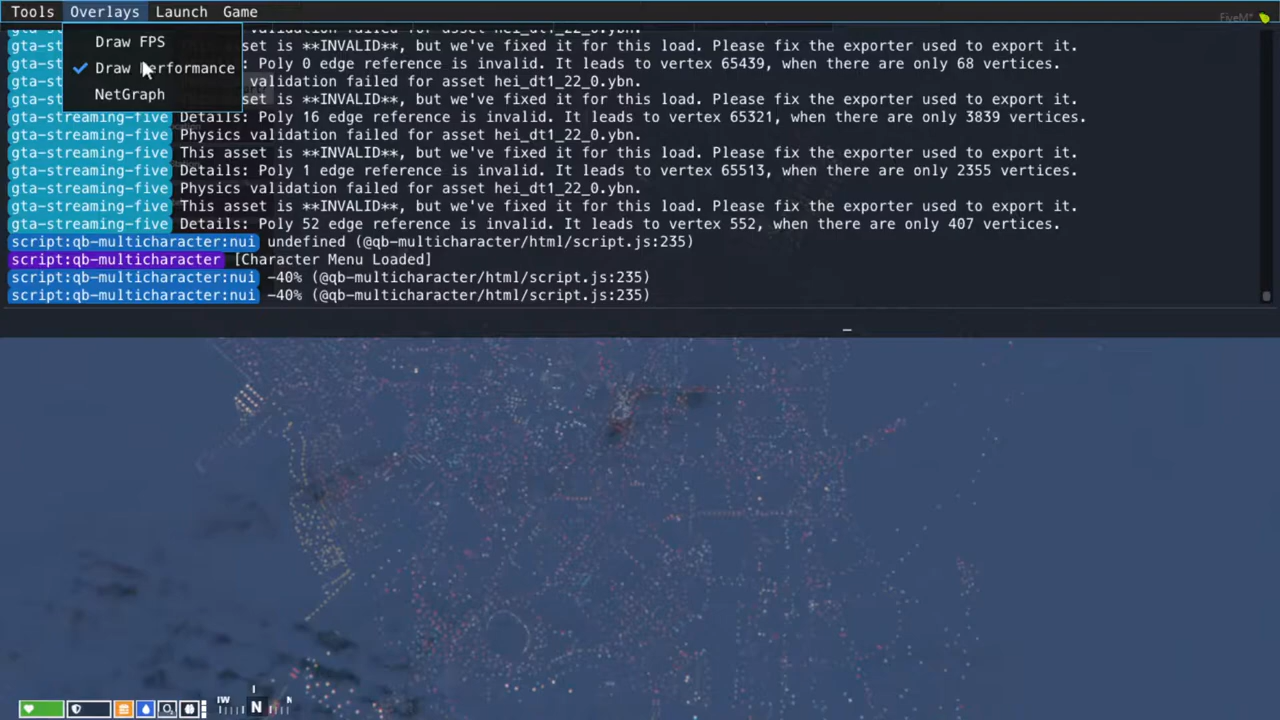 Tools Overlays Launch Game
FiveM*
Draw FPS
Draw Performance
NetGraph
validation failed for asset hei_dt1_22_0.ybn.
This asset is **INVALID**, but we've fixed it for this load. Please fix the exporter used to export it.
Poly 0 edge reference is invalid. It leads to vertex 65439, when there are only 68 vertices.
validation failed for asset hei_dt1_22_0.ybn.
set is **INVALID**, but we've fixed it for this load. Please fix the exporter used to export it.
gta-streaming-five Details: Poly 16 edge reference is invalid. It leads to vertex 65321, when there are only 3839 vertices.
gta-streaming-five Physics validation failed for asset hei_dt1_22_0.ybn.
gta-streaming-five This asset is **INVALID**, but we've fixed it for this load. Please fix the exporter used to export it.
gta-streaming-five Details: Poly 1 edge reference is invalid. It leads to vertex 65513, when there are only 2355 vertices.
gta-streaming-five Physics validation failed for asset hei_dt1_22_0.ybn.
gta-streaming-five This asset is **INVALID**, but we've fixed it for this load. Please fix the exporter used to export it.
gta-streaming-five Details: Poly 52 edge reference is invalid. It leads to vertex 552, when there are only 407 vertices.
script:qb-multicharacter:nui undefined (@qb-multicharacter/html/script.js:235)
script:qb-multicharacter [Character Menu Loaded]
script:qb-multicharacter:nui -40% (@qb-multicharacter/html/script.js:235)
script:qb-multicharacter:nui -40% (@qb-multicharacter/html/script.js:235)
N